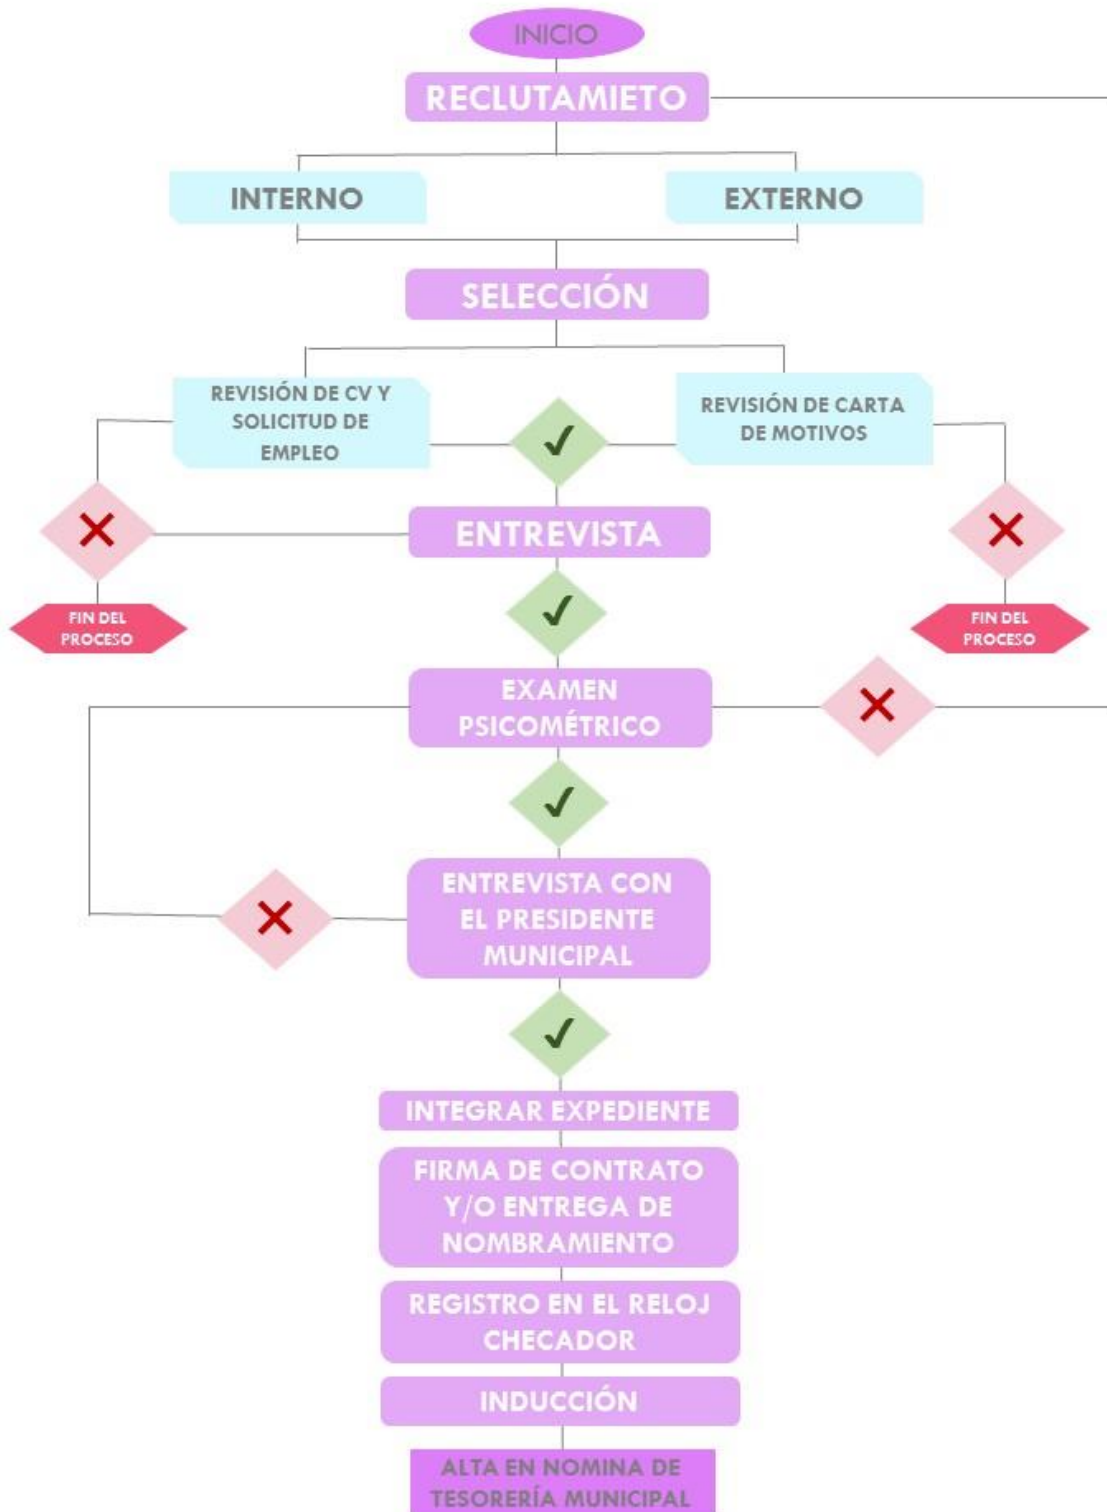 INICIO
RECLUTAMIETO
INTERNO
EXTERNO
SELECCIÓN
REVISIÓN DE CV Y
SOLICITUD DE
EMPLEO
REVISIÓN DE CARTA
DE MOTIVOS
ENTREVISTA
FIN DEL
PROCESO
FIN DEL
PROCESO
EXAMEN
PSICOMÉTRICO
ENTREVISTA CON
EL PRESIDENTE
MUNICIPAL
INTEGRAR EXPEDIENTE
FIRMA DE CONTRATO
Y/O ENTREGA DE
NOMBRAMIENTO
REGISTRO EN EL RELOJ
CHECADOR
INDUCCIÓN
ALTA EN NOMINA DE
TESORERÍA MUNICIPAL